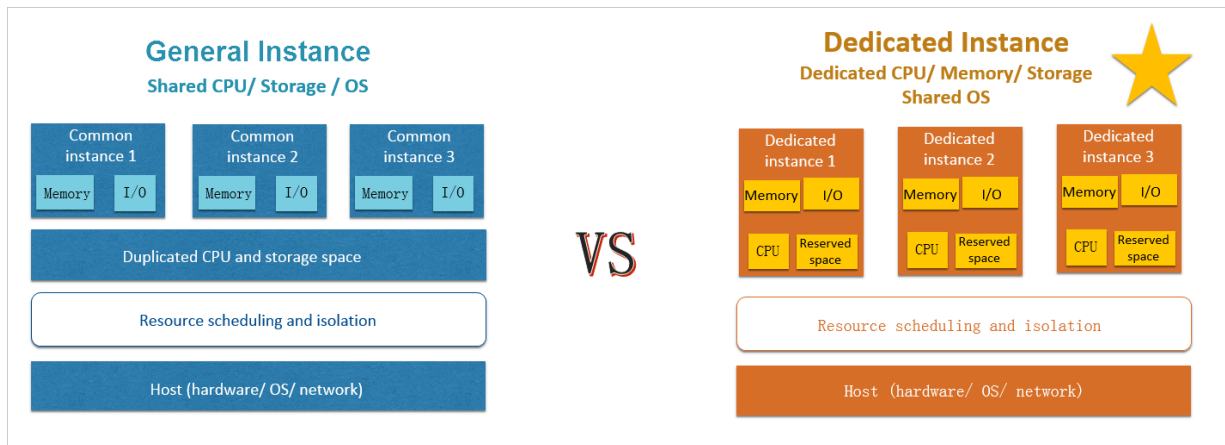 General Instance
Shared CPU/ Storage / OS
Common
instance 1
Memory
I/O
Common
instance 2
Memory
I/O
Common
instance 3
Memory
I/O
Duplicated CPU and storage space
Resource scheduling and isolation
Host (hardware/ OS/ network)
VS
Dedicated Instance
Dedicated CPU/ Memory/ Storage
Shared OS
Dedicated
instance 1
Memory
I/O
CPU
Reserved
space
Dedicated
instance 2
Memory
I/O
CPU
Reserved
space
Dedicated
instance 3
Memory
I/O
CPU
Reserved
space
Resource scheduling and isolation
Host (hardware/ OS/ network)